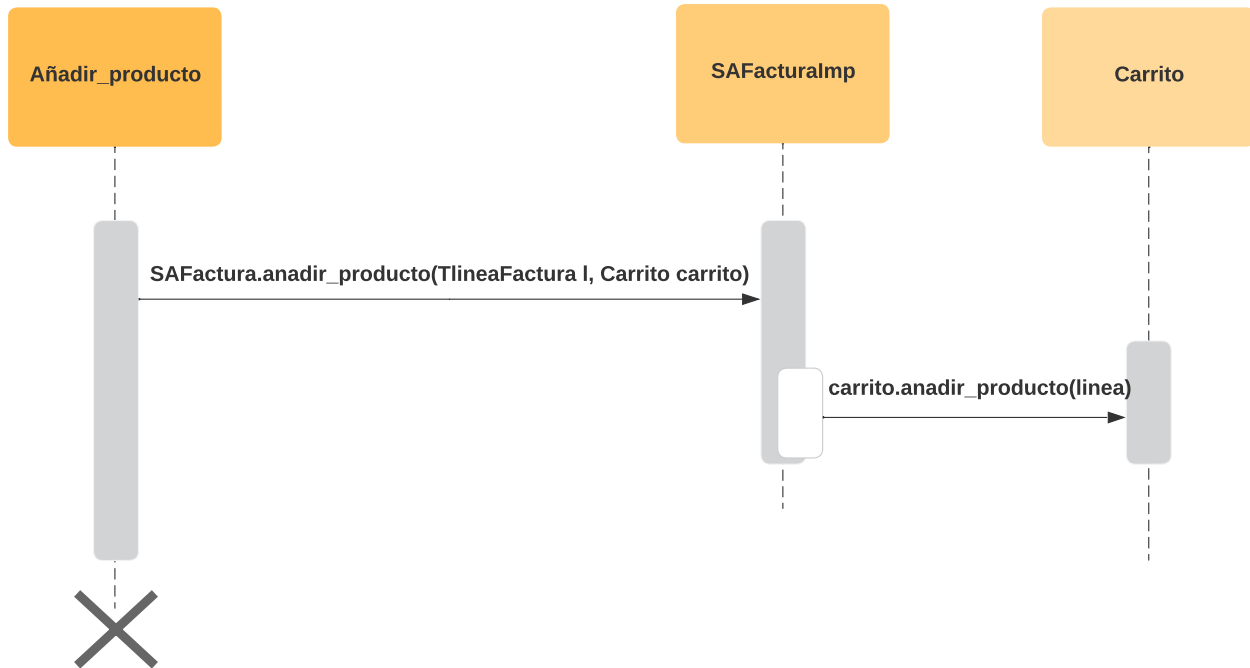 Añadir_producto
SAFacturaImp
Carrito
SAFactura.anadir_producto(TlineaFactura l, Carrito carrito)
carrito.anadir_producto(linea)